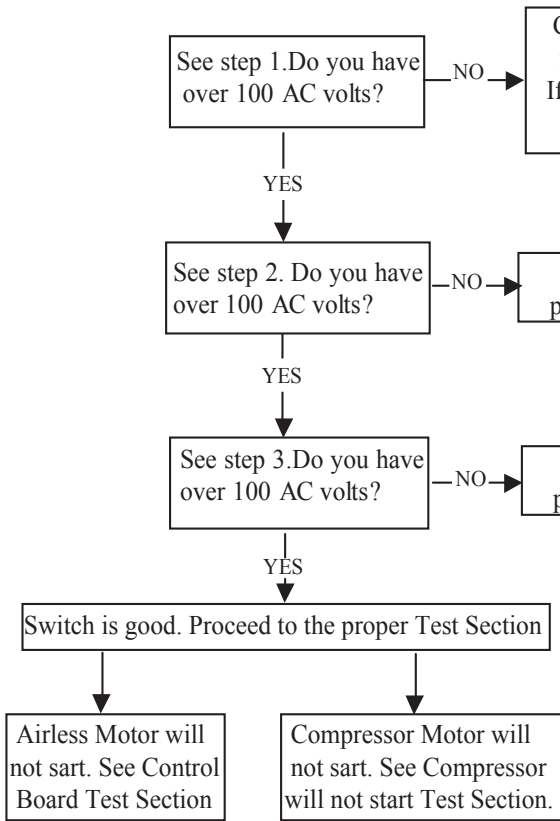 See step 1.Do you have
over 100 AC volts?
NO
If
YES
See step 2. Do you have
over 100 AC volts?
NO
YES
See step 3.Do you have
over 100 AC volts?
NO
YES
Switch is good. Proceed to the proper Test Section
Airless Motor will
not sart. See Control
Board Test Section
Compressor Motor will
not sart. See Compressor
will not start Test Section.